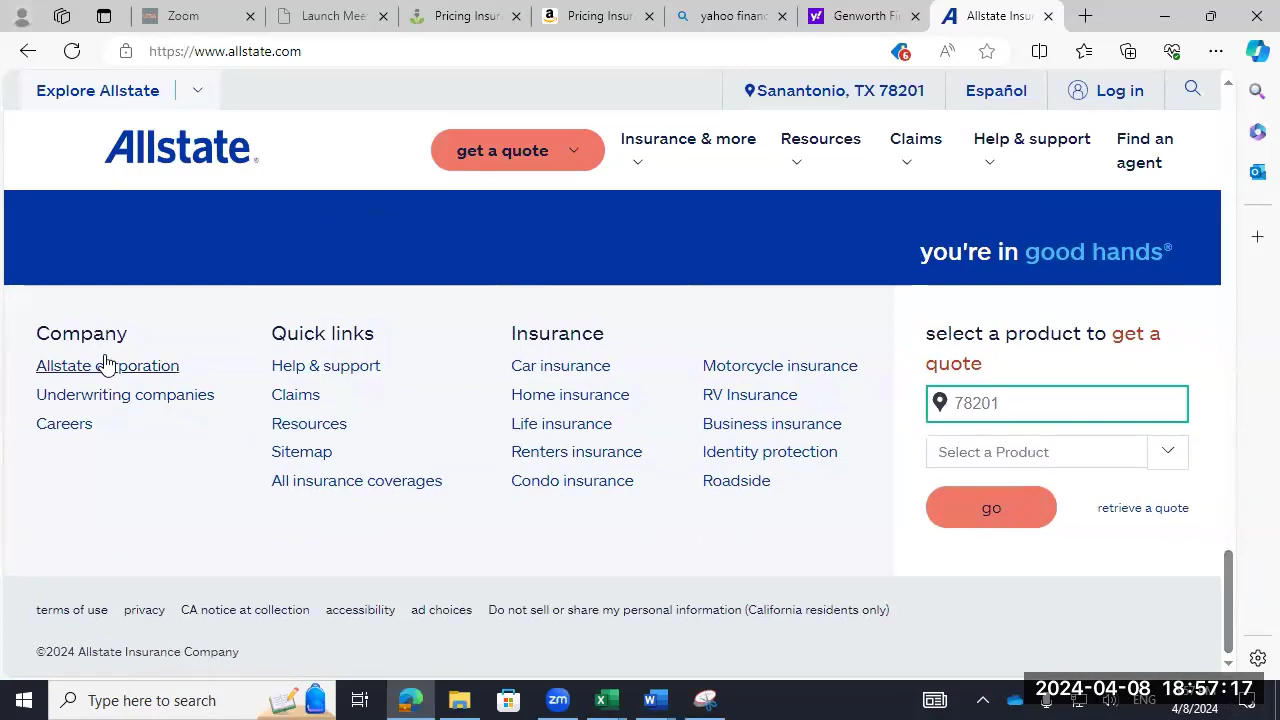 Zoom
Launch Mee
Pricing Insur
Pricing Insur
yahoo financ
Genworth Fi
Allstate Insu
https://www.allstate.com
6
Explore Allstate
Sanantonio, TX 78201
Español
Log in
Allstate
get a quote
Insurance & more
Resources
Claims
Help & support
Find an
agent
you're in good hands®
Company
Allstate corporation
Underwriting companies
Careers
Quick links
Help & support
Claims
Resources
Sitemap
All insurance coverages
Insurance
Car insurance
Home insurance
Life insurance
Renters insurance
Condo insurance
Motorcycle insurance
RV Insurance
Business insurance
Identity protection
Roadside
select a product to get a
quote
78201
Select a Product
go
retrieve a quote
terms of use
privacy
CA notice at collection
accessibility
ad choices
Do not sell or share my personal information (California residents only)
©2024 Allstate Insurance Company
Type here to search
2024-04-08 18:57:17
ENG
4/8/2024